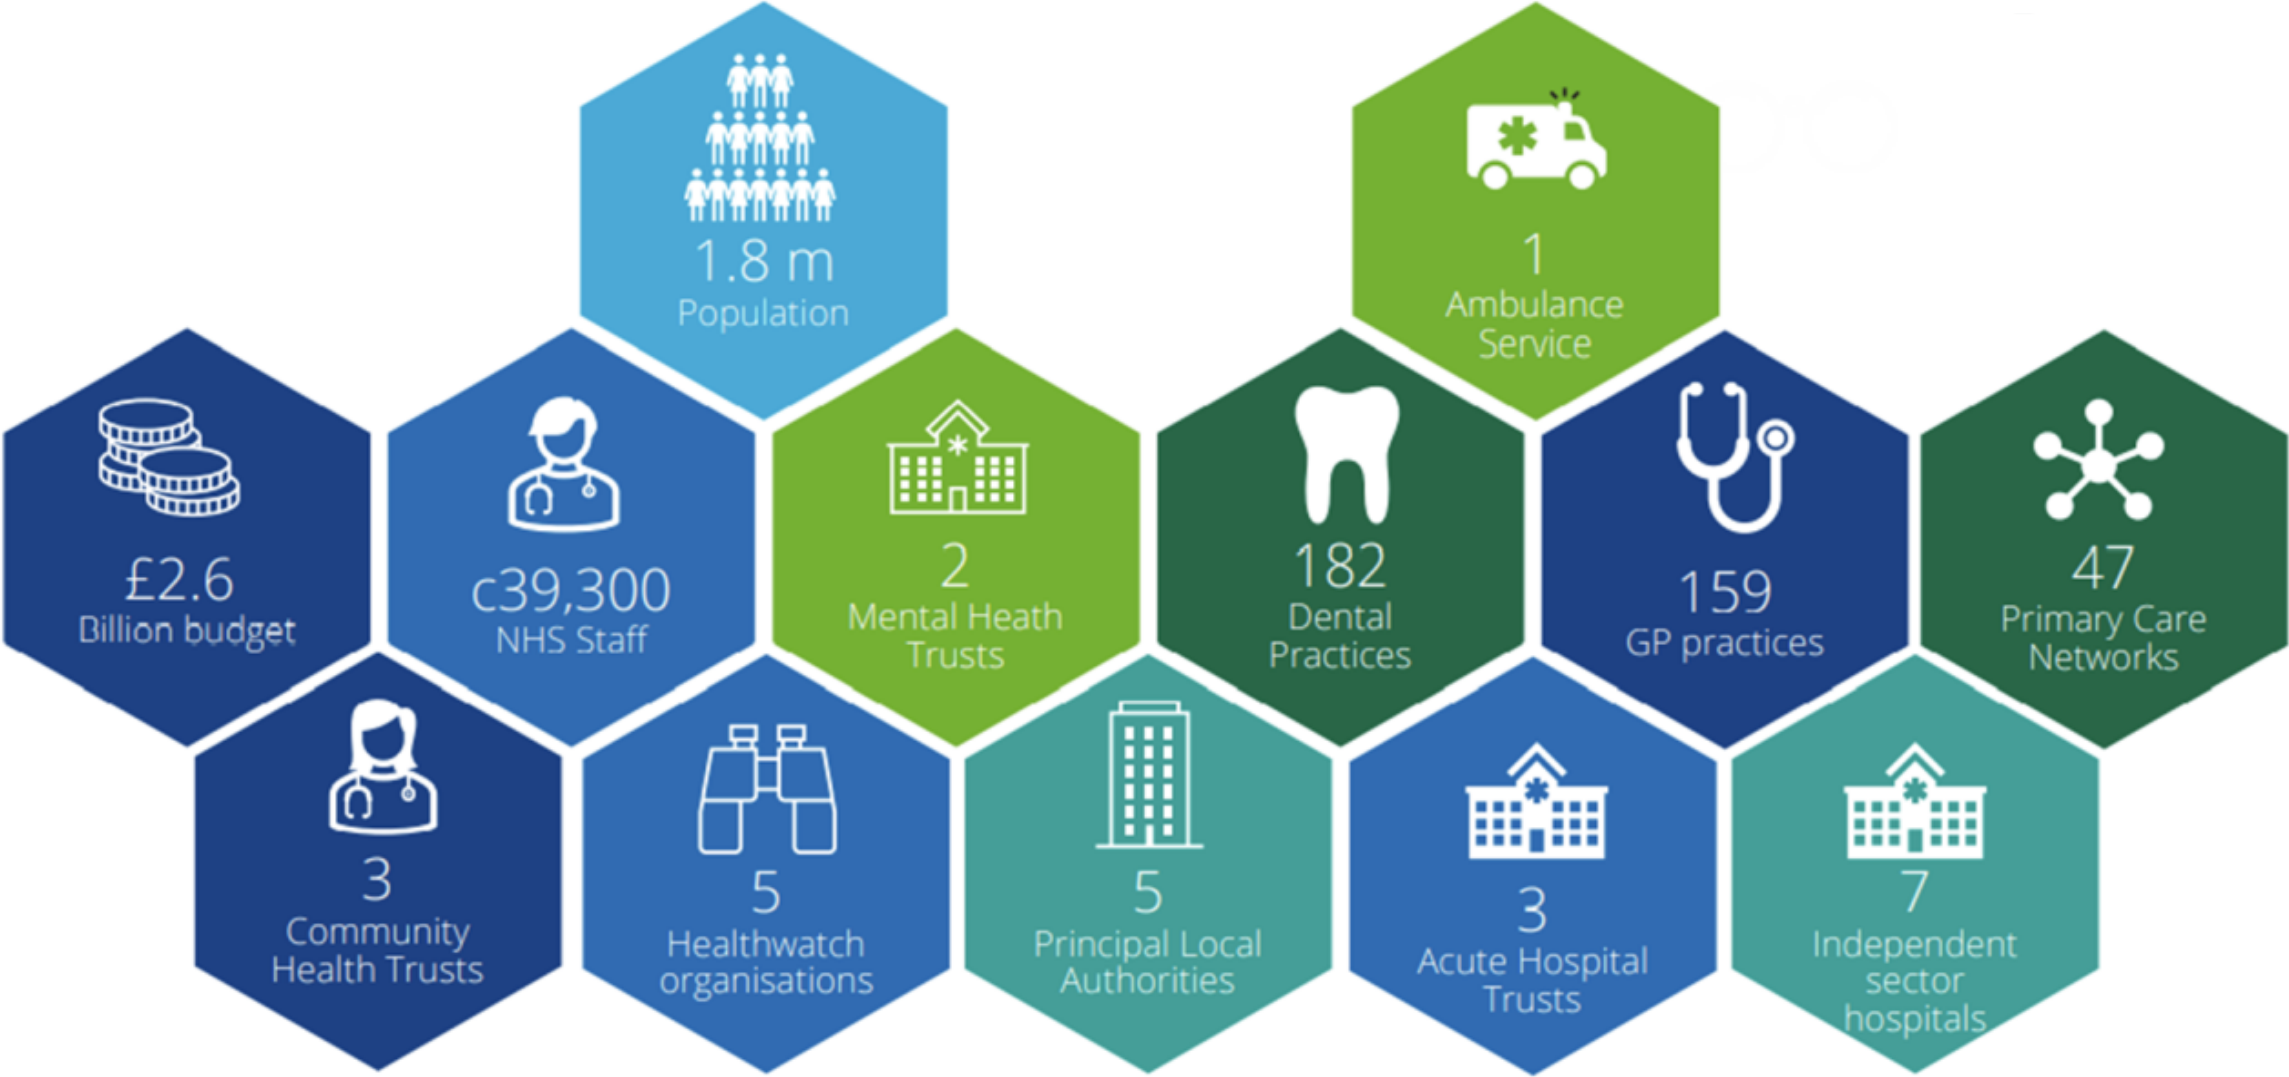 1.8 m
Population
1
Ambulance
Service
£2.6
Billion budget
c39,300
NHS Staff
2
Mental Heath
Trusts
182
Dental
Practices
159
GP practices
47
Primary Care
Networks
3
Community
Health Trusts
5
Healthwatch
organisations
5
Principal Local
Authorities
3
Acute Hospital
Trusts
7
Independent
sector
hospitals